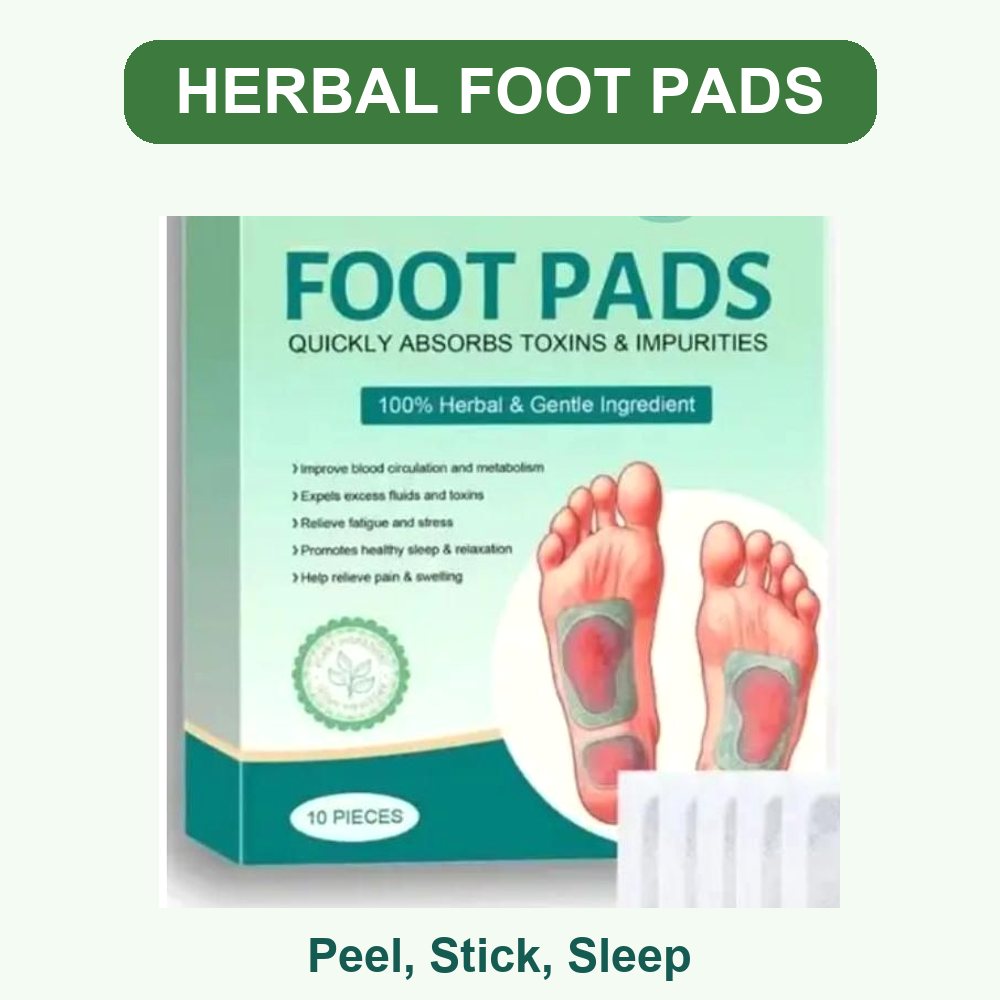 HERBAL FOOT PADS
FOOT PADS
QUICKLY ABSORBS TOXINS & IMPURITIES
100% Herbal & Gentle Ingredient
Improve blood circulation and metabolism
Expels excess fluids and toxins
Relieve fatigue and stress
Promotes healthy sleep & relaxation
Help relieve pain & swelling
10 PIECES
Peel, Stick, Sleep